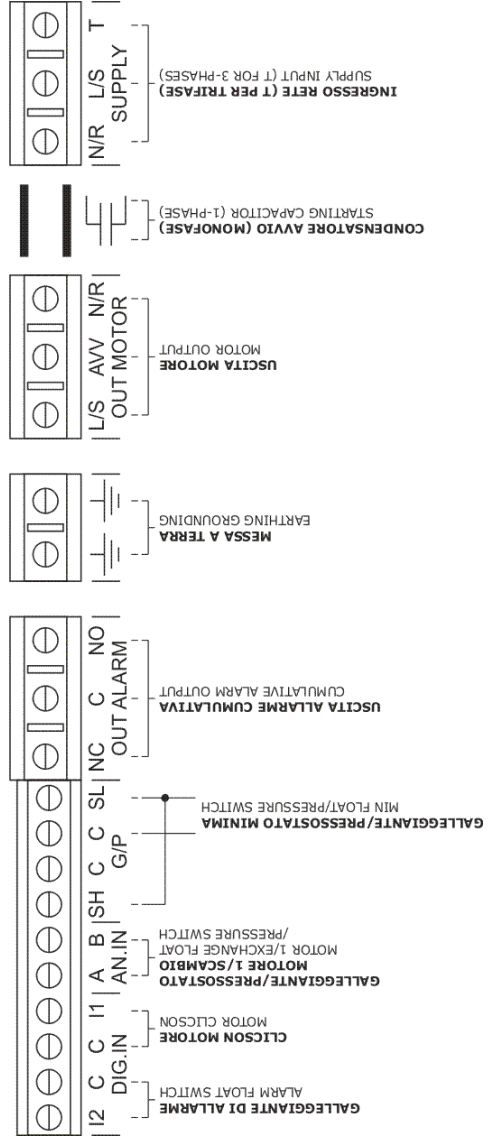 T
L/S
N/R
SUPPLY
INGRESSO RETE (T PER TRIFASE)
SUPPLY INPUT (T FOR 3-PHASES)
CONDENSATORE AVVIO (MONOFASE)
STARTING CAPACITOR (1-PHASE)
N/R
AVV
L/S
OUT MOTOR
USCITA MOTORE
MOTOR OUTPUT
MESSA A TERRA
EARTHING GROUNDING
NO
C
NC
OUT ALARM
USCITA ALLARME CUMULATIVA
CUMULATIVE ALARM OUTPUT
SL
C
C
SH
G/P
GALLEGGIANTE/PRESSOSTATO MINIMA
MIN FLOAT/PRESSURE SWITCH
B
A
AN.IN
GALLEGGIANTE/PRESSOSTATO
MOTORE 1/SCAMBIO
MOTOR 1/EXCHANGE FLOAT
/PRESSURE SWITCH
I1
C
C
I2
DIG.IN
CLICSON MOTORE
MOTOR CLICSON
GALLEGGIANTE DI ALLARME
ALARM FLOAT SWITCH